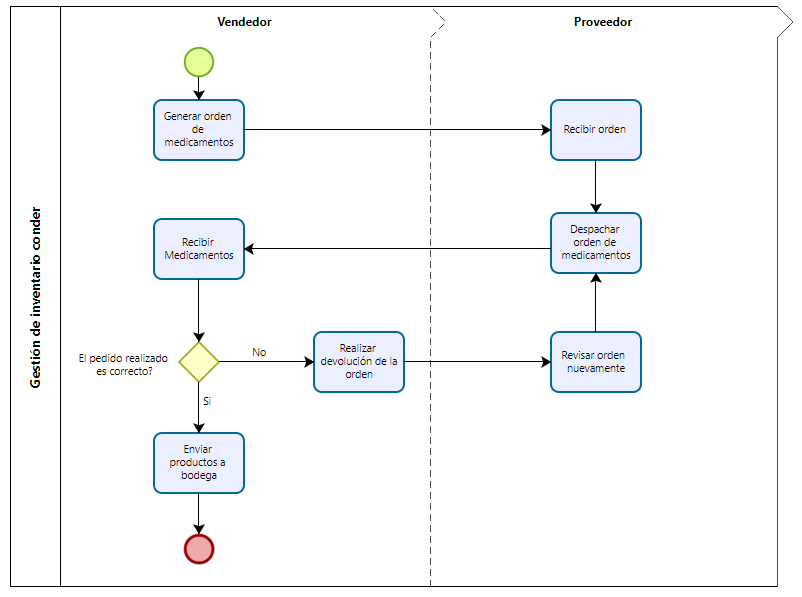 Vendedor
Proveedor
Gestión de inventario conder
Generar orden
de
medicamentos
Recibir orden
Recibir
Medicamentos
Despachar
orden de
medicamentos
El pedido realizado
es correcto?
No
Realizar
devolución de la
orden
Revisar orden
nuevamente
Si
Enviar
productos a
bodega